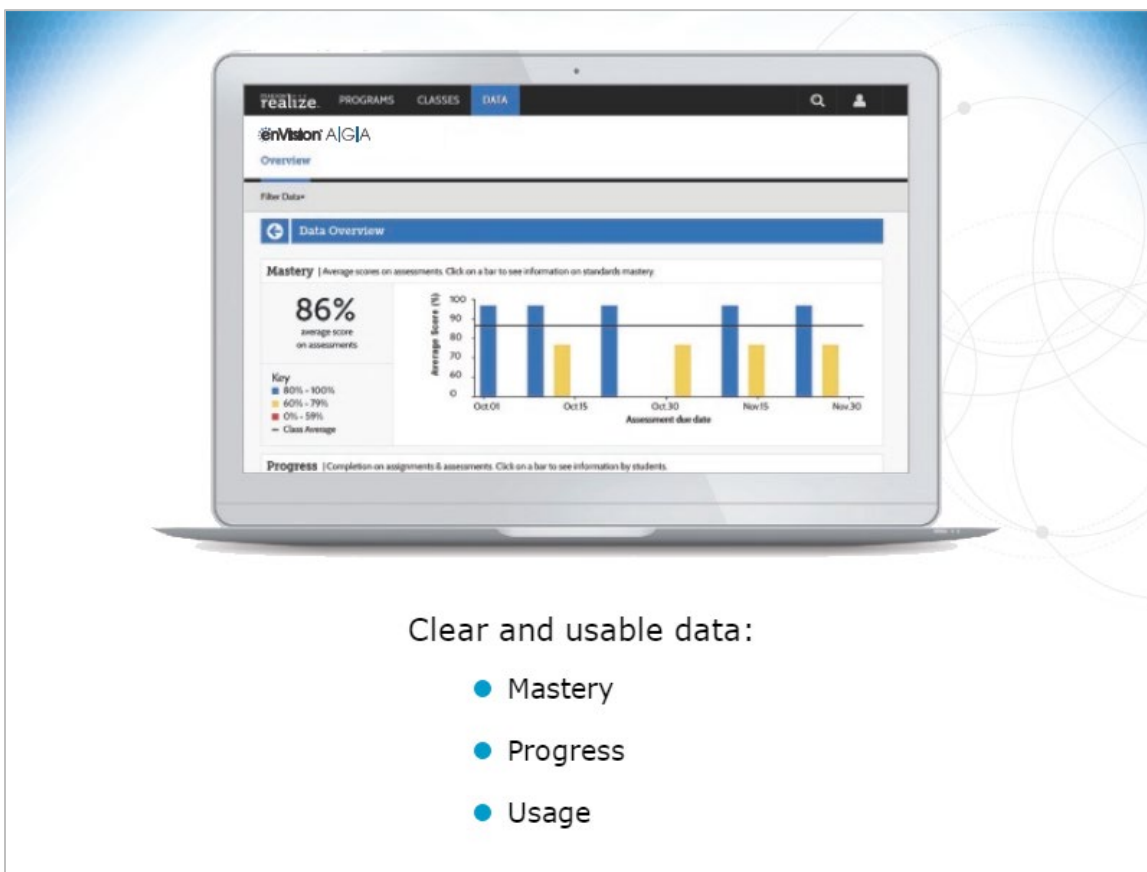 realize PROGRAMS CLASSES DATA
enVision A|G|A
Overview
Filter Data
Data Overview
Mastery | Average scores on assessments. Click on a bar to see information on standards mastery.
86%
average score
on assessments
Key
80% - 100%
60% - 79%
0% - 59%
Class Average
Average Score (%)
100
90
80
70
60
0
Oct.01 Oct.15 Oct.30 Nov.15 Nov.30
Assessment due date
Progress | Completion on assignments & assessments. Click on a bar to see information by students.
Clear and usable data:
Mastery
Progress
Usage